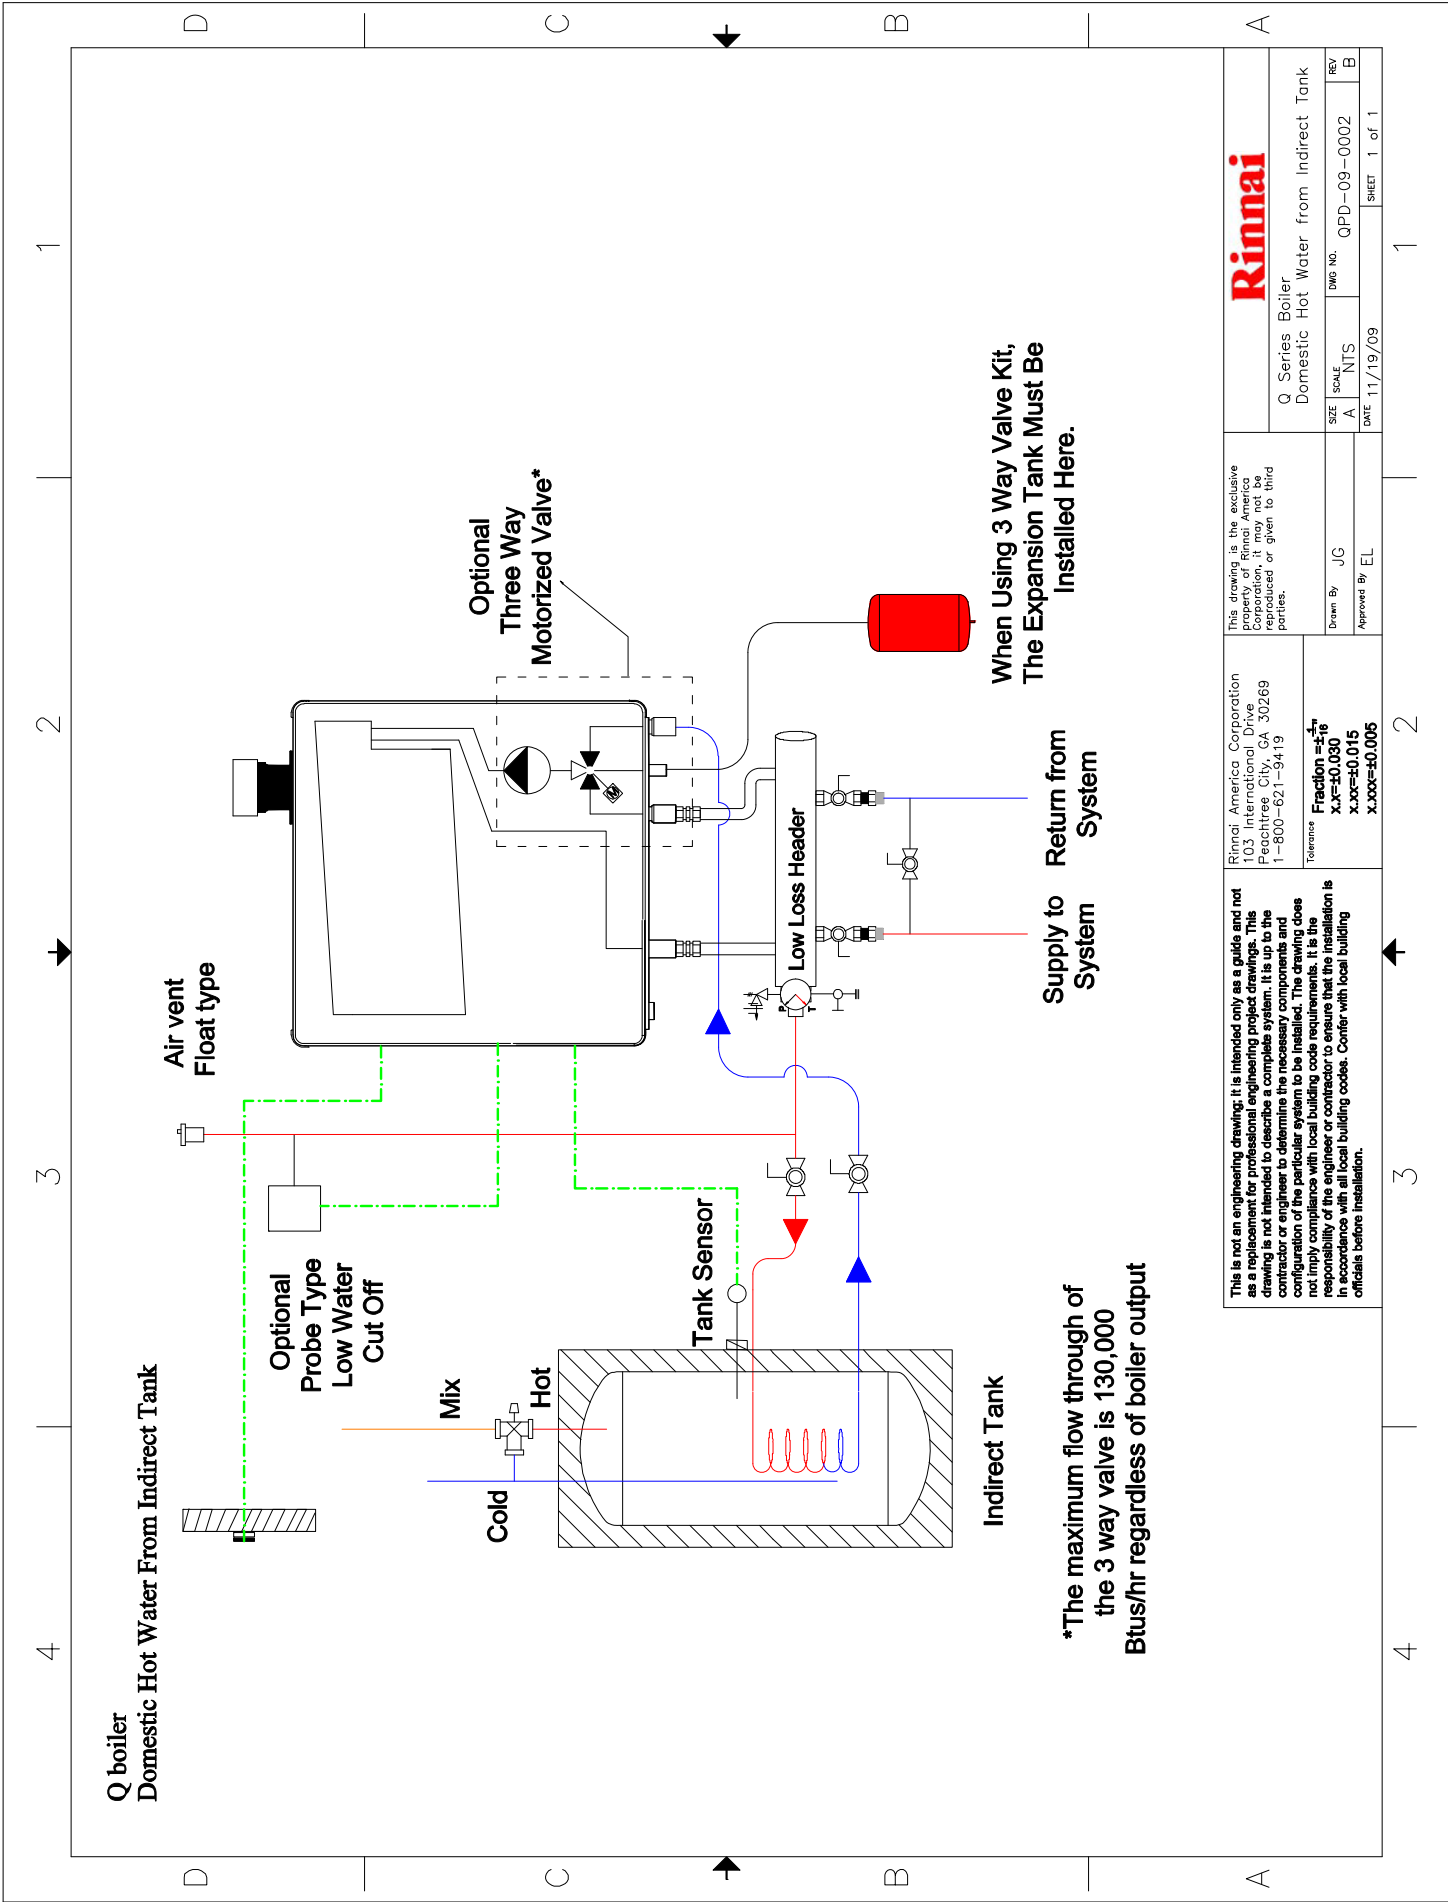 Q boiler
Domestic Hot Water From Indirect Tank
D
C
B
A
4
3
2
1
Air vent
Float type
Optional
Probe Type
Low Water
Cut Off
Mix
Hot
Cold
Tank Sensor
Indirect Tank
Optional
Three Way
Motorized Valve*
M
P
T
Low Loss Header
Supply to
System
Return from
System
When Using 3 Way Valve Kit,
The Expansion Tank Must Be
Installed Here.
*The maximum flow through of
the 3 way valve is 130,000
Btus/hr regardless of boiler output
This is not an engineering drawing; it is intended only as a guide and not
as a replacement for professional engineering project drawings. This
drawing is not intended to describe a complete system. It is up to the
contractor or engineer to determine the necessary components and
configuration of the particular system to be installed. The drawing does
not imply compliance with local building code requirements. It is the
responsibility of the engineer or contractor to ensure that the installation is
in accordance with all local building codes. Confer with local building
officials before installation.
Rinnai America Corporation
103 International Drive
Peachtree City, GA 30269
1-800-621-9419
Tolerance
Fraction =±1/16"
X.X=±0.030
X.XX=±0.015
X.XXX=±0.005
This drawing is the exclusive
property of Rinnai America
Corporation, it may not be
reproduced or given to third
parties.
Drawn By JG
Approved By EL
Rinnai
Q Series Boiler
Domestic Hot Water from Indirect Tank
SIZE A
SCALE NTS
DWG NO. QPD-09-0002
REV B
DATE 11/19/09
SHEET 1 of 1
4
3
2
1
D
C
B
A